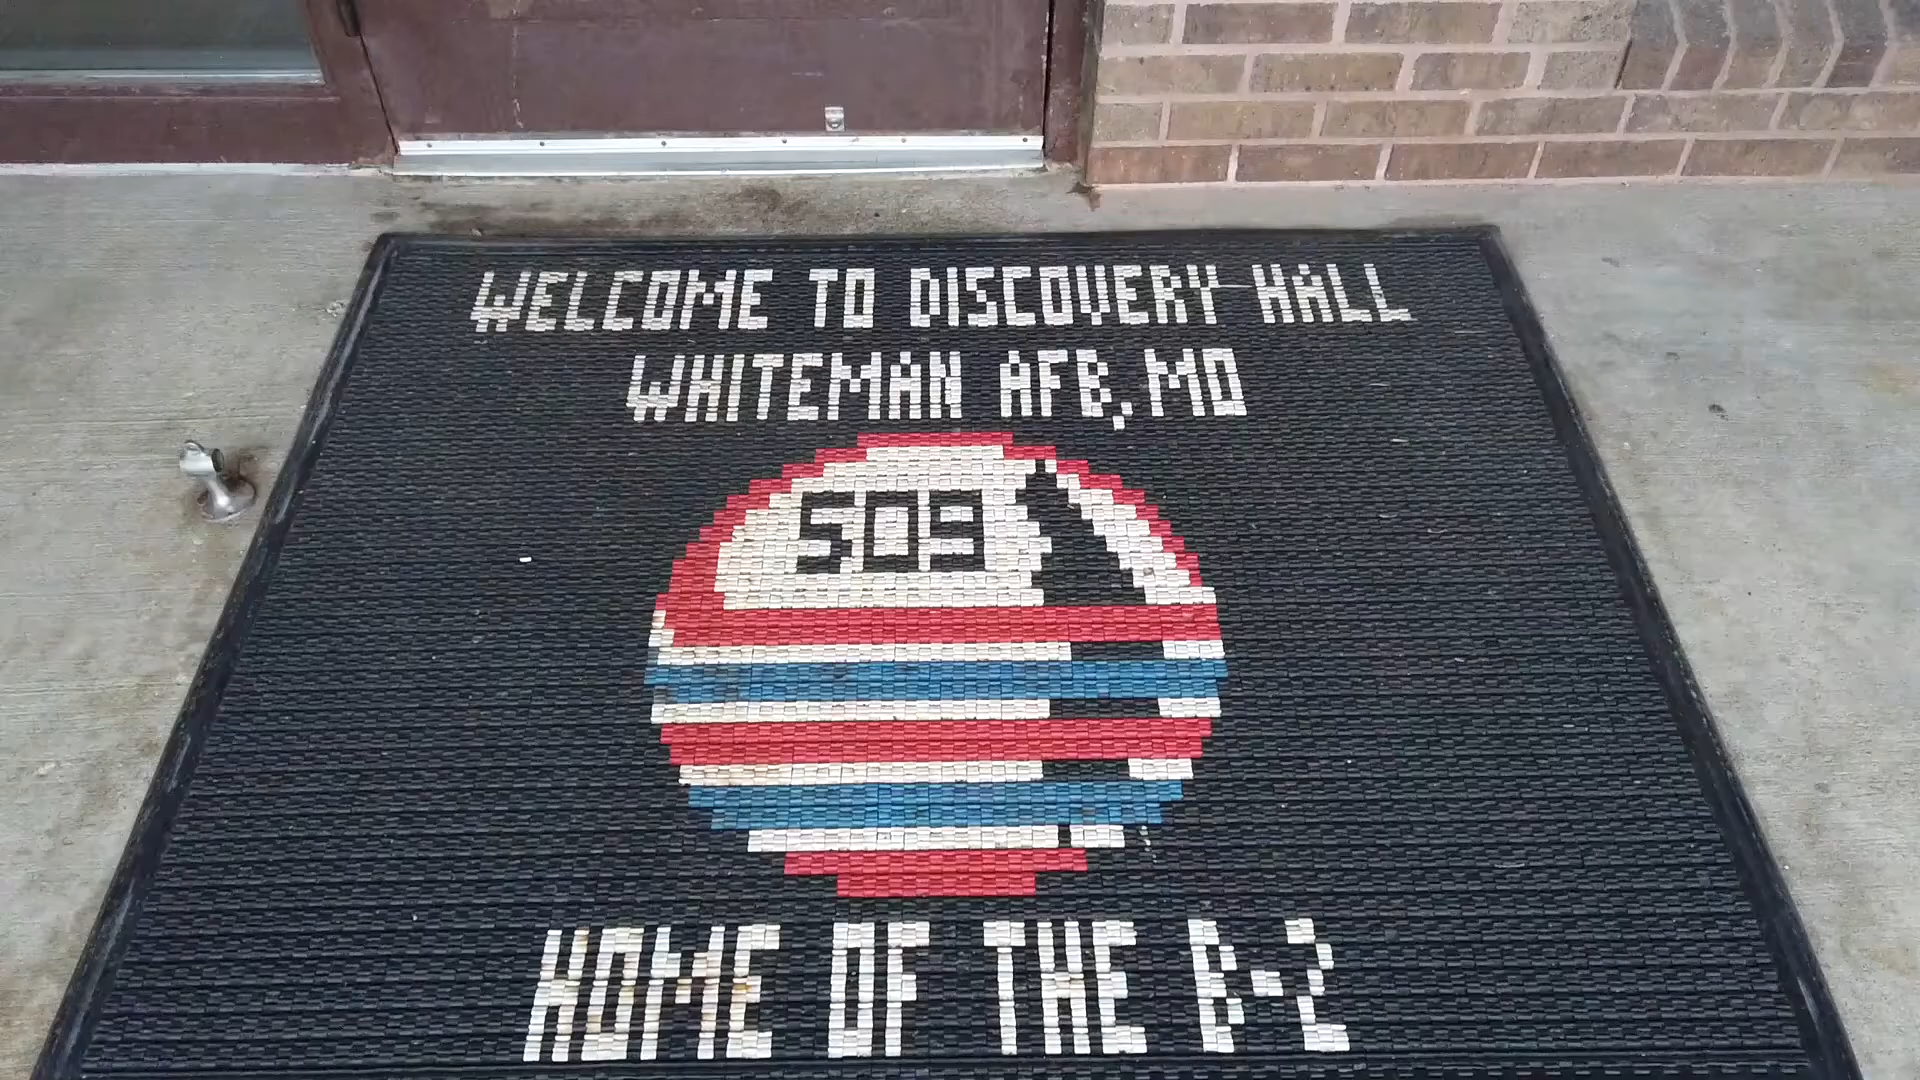 WELCOME TO DISCOVERY HALL
WHITEMAN AFB, MO
509
HOME OF THE B-2